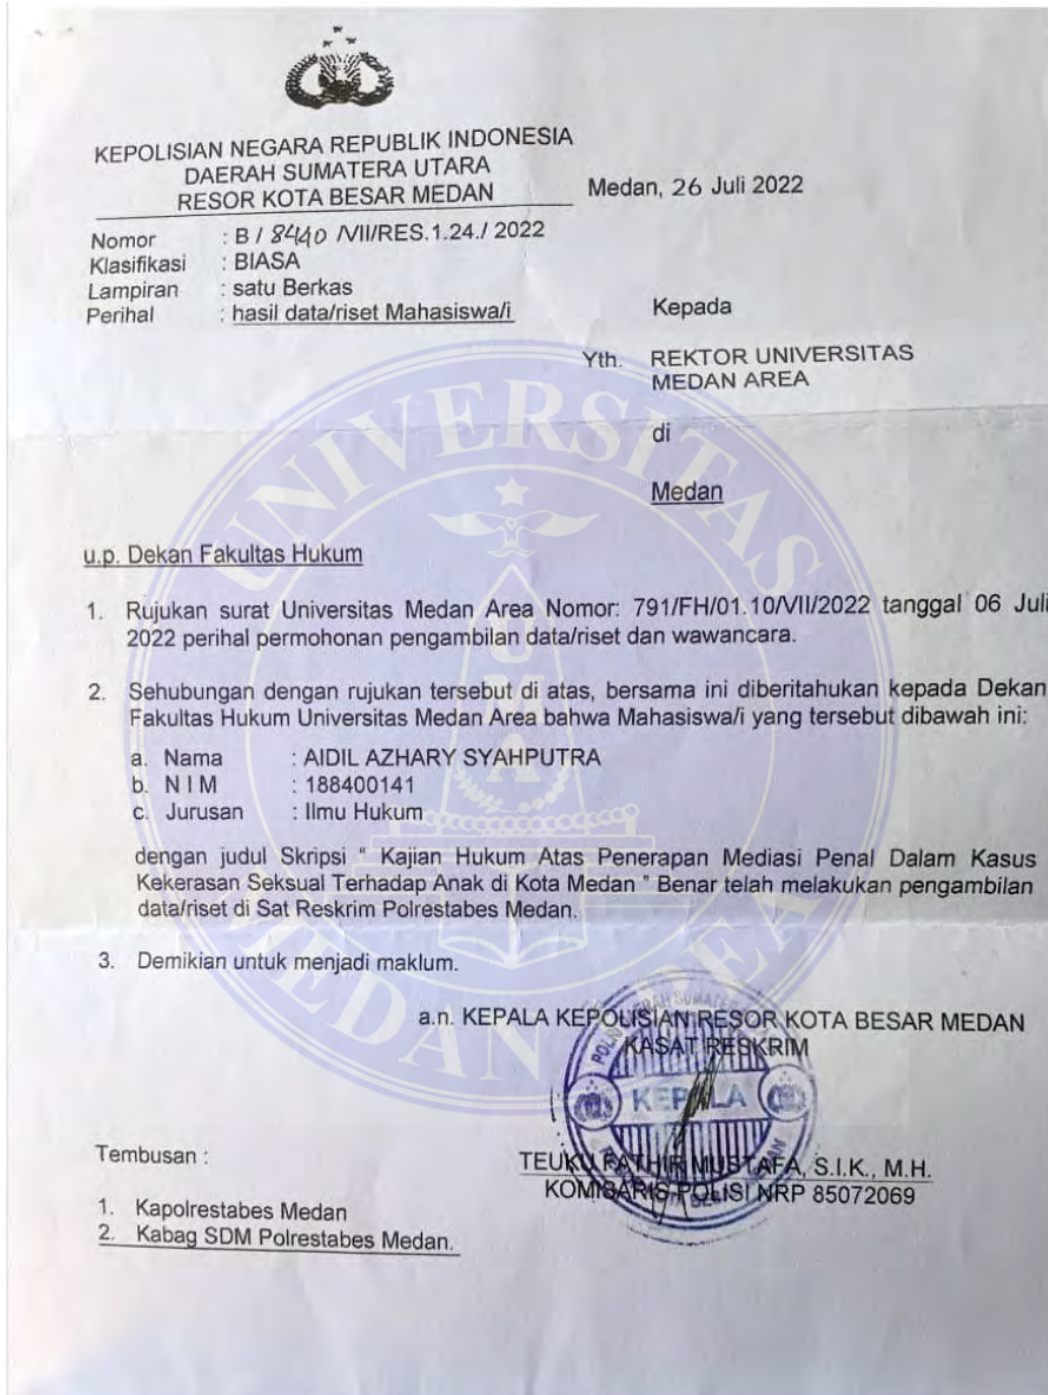 KEPOLISIAN NEGARA REPUBLIK INDONESIA
DAERAH SUMATERA UTARA
RESOR KOTA BESAR MEDAN
Medan, 26 Juli 2022
Nomor : B / 8440 /VII/RES.1.24./ 2022
Klasifikasi : BIASA
Lampiran : satu Berkas
Perihal : hasil data/riset Mahasiswa/i
Kepada
Yth. REKTOR UNIVERSITAS
MEDAN AREA
di
Medan
u.p. Dekan Fakultas Hukum
1. Rujukan surat Universitas Medan Area Nomor: 791/FH/01.10/VII/2022 tanggal 06 Juli
2022 perihal permohonan pengambilan data/riset dan wawancara.
2. Sehubungan dengan rujukan tersebut di atas, bersama ini diberitahukan kepada Dekan
Fakultas Hukum Universitas Medan Area bahwa Mahasiswa/i yang tersebut dibawah ini:
a. Nama : AIDIL AZHARY SYAHPUTRA
b. N I M : 188400141
c. Jurusan : Ilmu Hukum
dengan judul Skripsi " Kajian Hukum Atas Penerapan Mediasi Penal Dalam Kasus
Kekerasan Seksual Terhadap Anak di Kota Medan " Benar telah melakukan pengambilan
data/riset di Sat Reskrim Polrestabes Medan.
3. Demikian untuk menjadi maklum.
a.n. KEPALA KEPOLISIAN RESOR KOTA BESAR MEDAN
KASAT RESKRIM
KEPALA
TEUKU FATHIR MUSTAFA, S.I.K., M.H.
KOMISARIS POLISI NRP 85072069
Tembusan :
1. Kapolrestabes Medan
2. Kabag SDM Polrestabes Medan.
UNIVERSITAS
MEDAN AREA
UMA